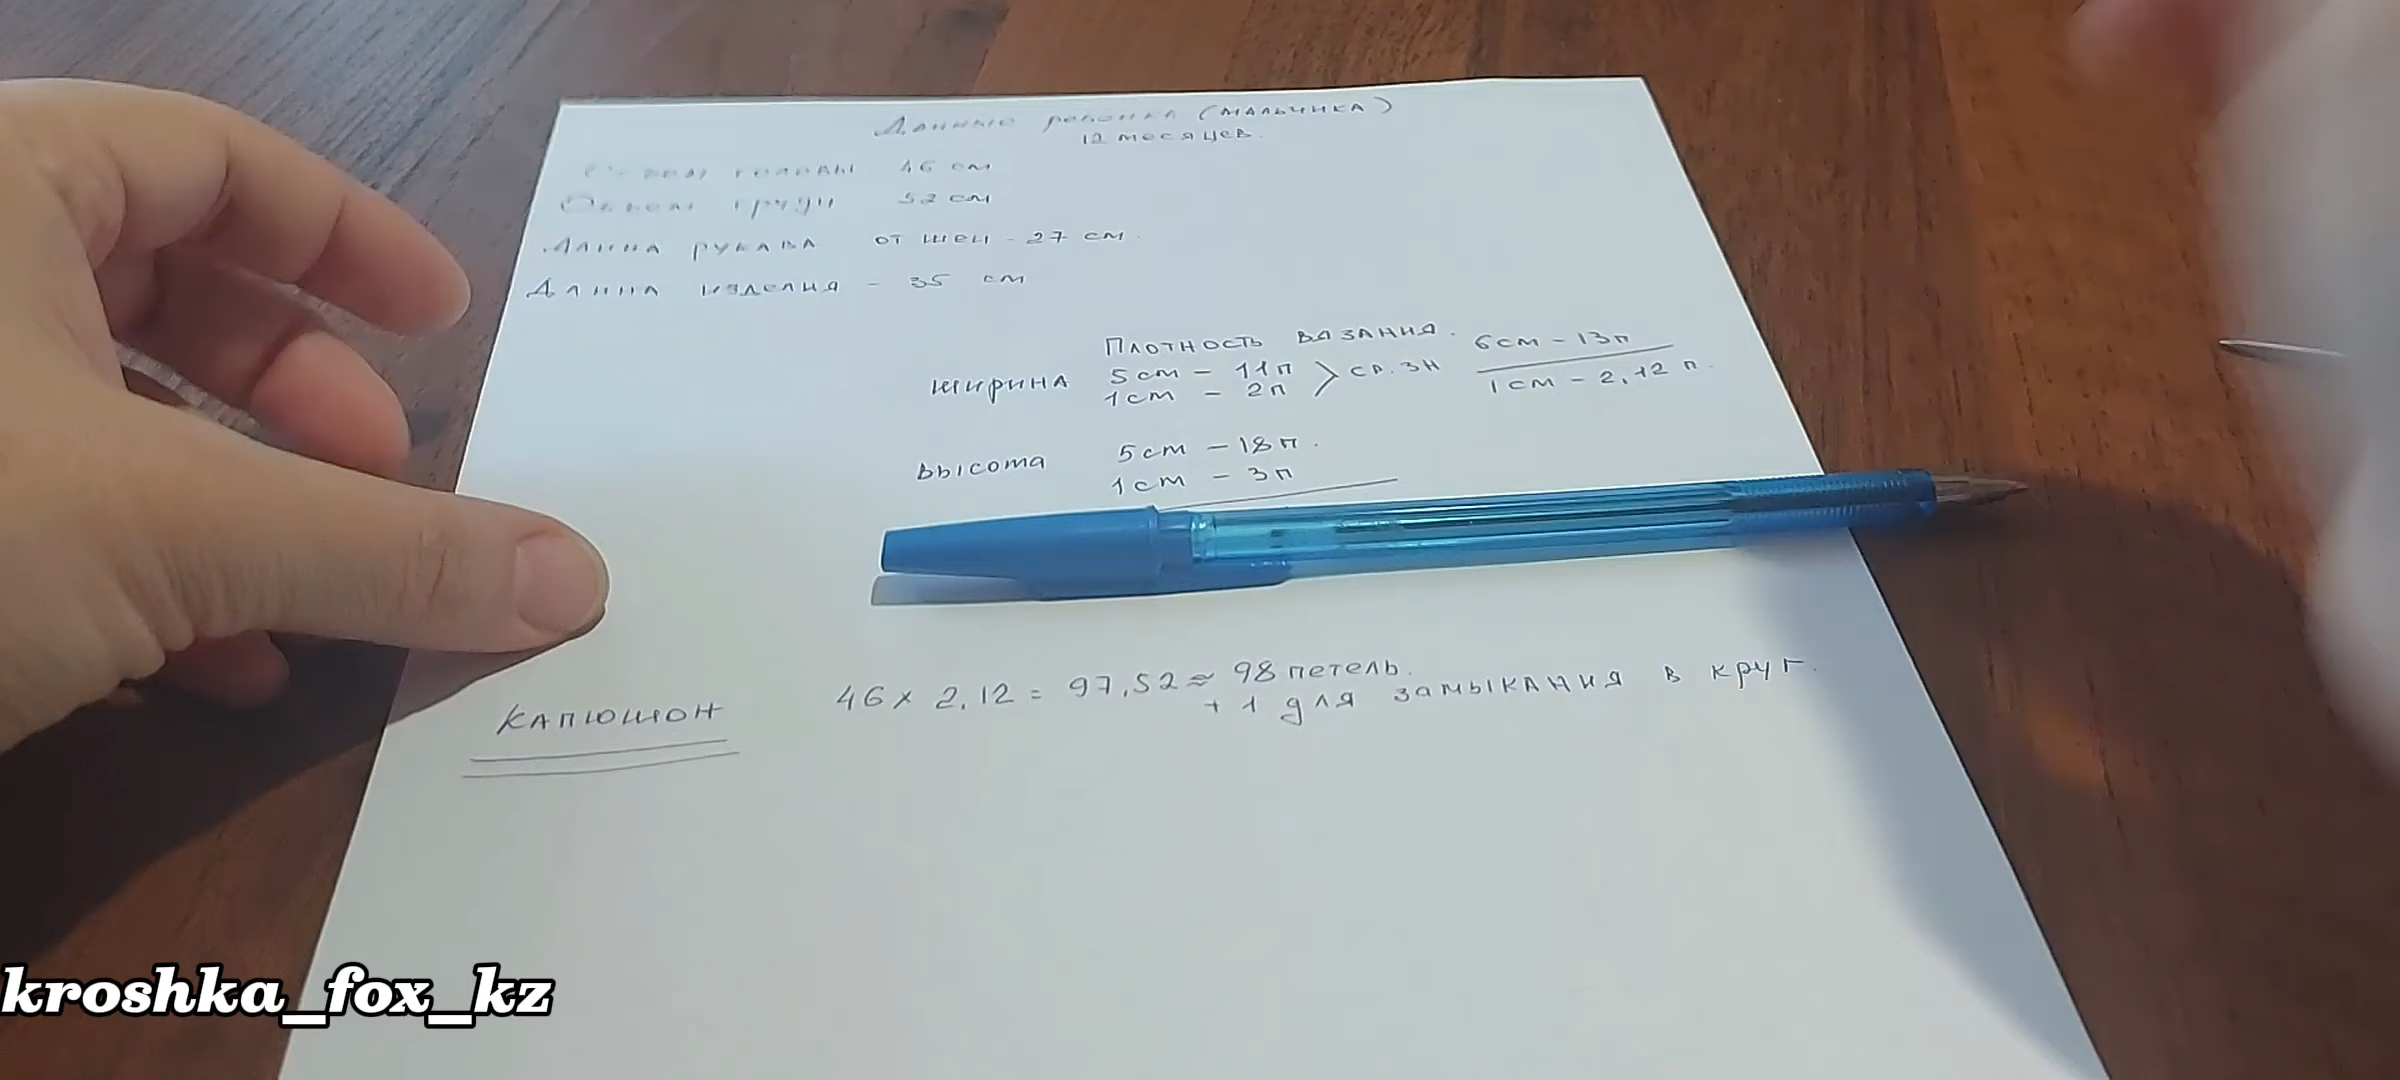 Данные ребенка (мальчика)
12 месяцев.
Объем головы 46 см
Объем груди 52 см
Длина рукава от шеи - 27 см.
Длина изделия - 35 см
Плотность вязания.
ширина 5см - 11п > ср. зн 6см - 13п
1см - 2п 1см - 2,12 п.
высота 5см - 18п.
1см - 3п
Капюшон 46 x 2,12 = 97,52 ≈ 98 петель.
+ 1 для замыкания в круг.
kroshka_fox_kz